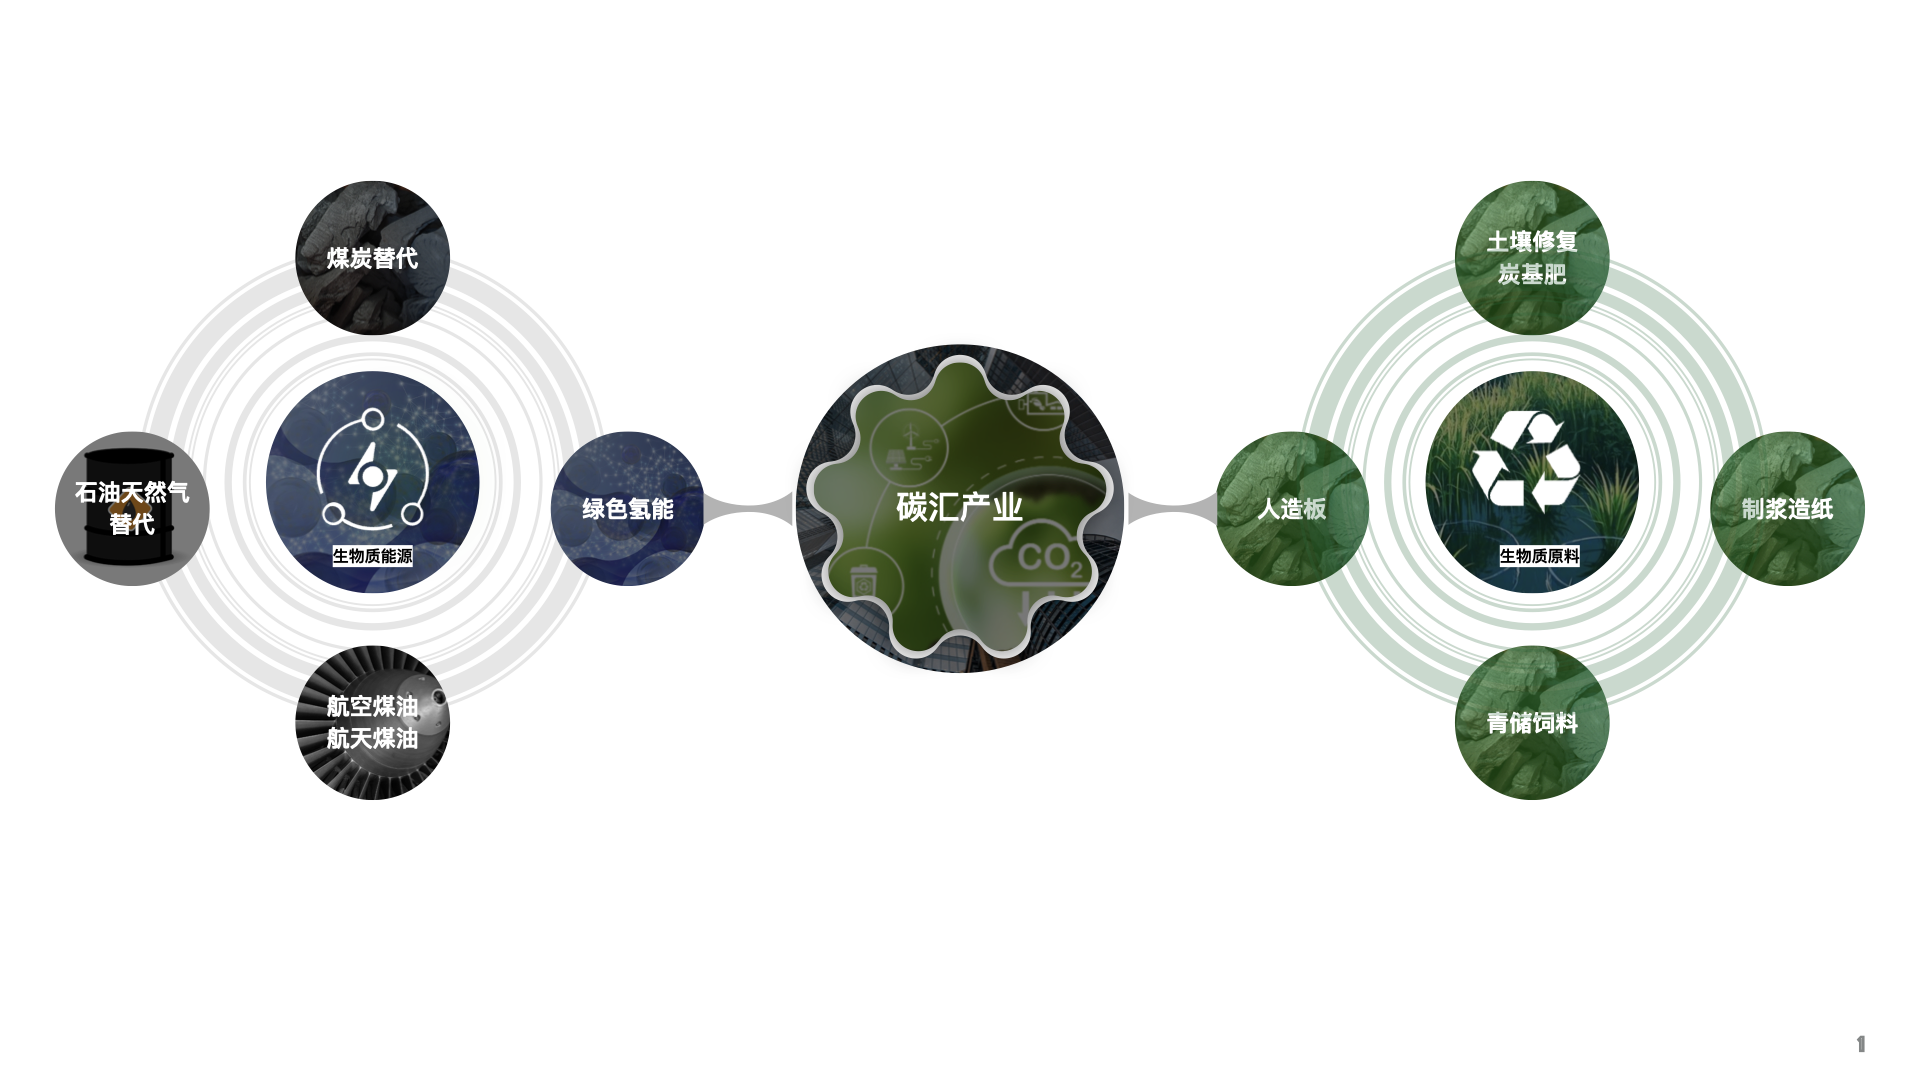 煤炭替代
石油天然气
替代
生物质能源
绿色氢能
航空煤油
航天煤油
碳汇产业
CO2
土壤修复
炭基肥
人造板
生物质原料
制浆造纸
青储饲料
1